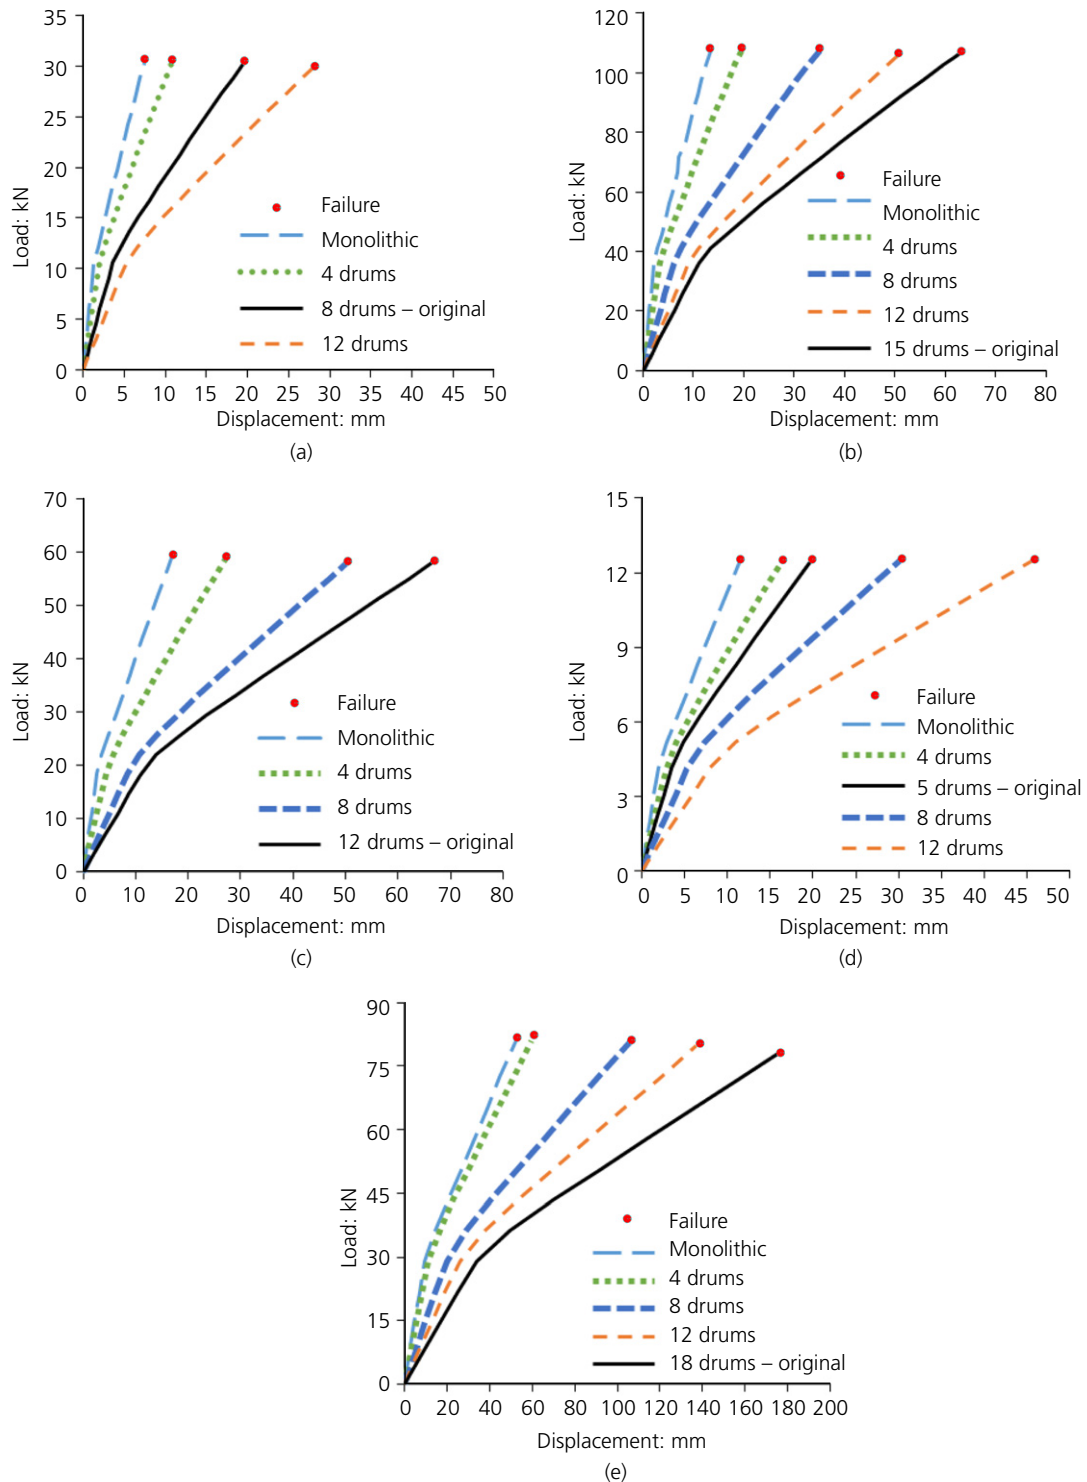 35
30
25
20
15
10
5
0
Load: kN
Failure
Monolithic
4 drums
8 drums – original
12 drums
0 5 10 15 20 25 30 35 40 45 50
Displacement: mm
(a)
120
100
80
60
40
20
0
Load: kN
Failure
Monolithic
4 drums
8 drums
12 drums
15 drums – original
0 10 20 30 40 50 60 70 80
Displacement: mm
(b)
70
60
50
40
30
20
10
0
Load: kN
Failure
Monolithic
4 drums
8 drums
12 drums – original
0 10 20 30 40 50 60 70 80
Displacement: mm
(c)
15
12
9
6
3
0
Load: kN
Failure
Monolithic
4 drums
5 drums – original
8 drums
12 drums
0 5 10 15 20 25 30 35 40 45 50
Displacement: mm
(d)
90
75
60
45
30
15
0
Load: kN
Failure
Monolithic
4 drums
8 drums
12 drums
18 drums – original
0 20 40 60 80 100 120 140 160 180 200
Displacement: mm
(e)